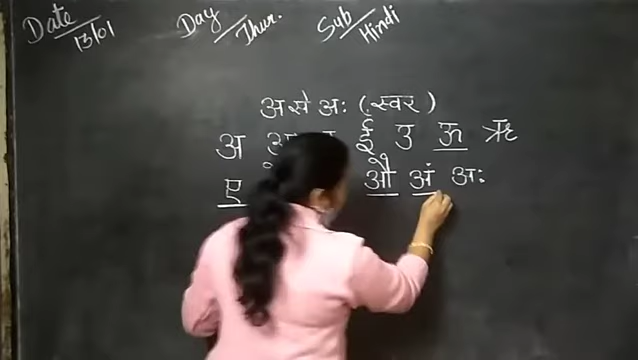 Date 13/01 Day Thur. Sub Hindi
अ से अः (स्वर)
अ ई उ ऊ ऋ
ए औ अं अः